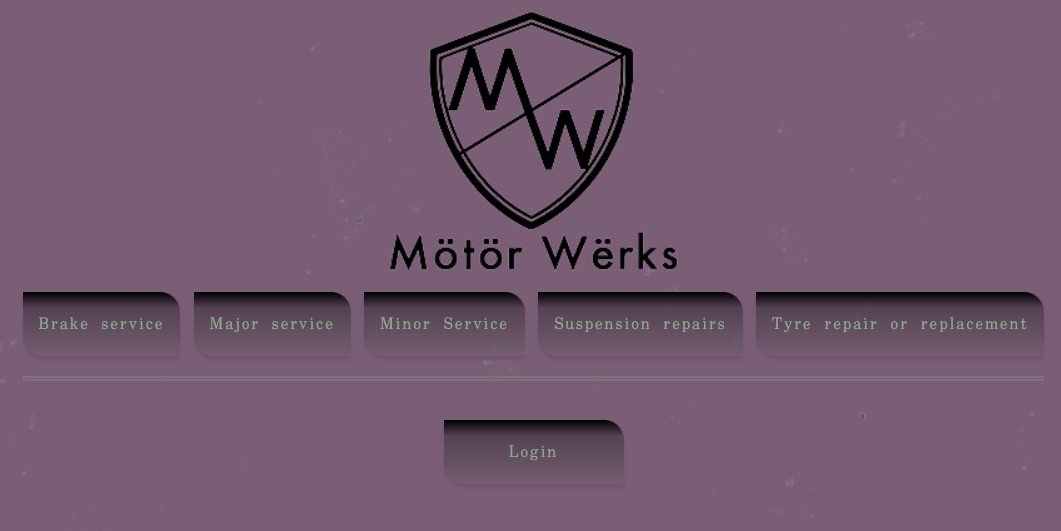 MW
Mötör Wërks
Brake service
Major service
Minor Service
Suspension repairs
Tyre repair or replacement
Login